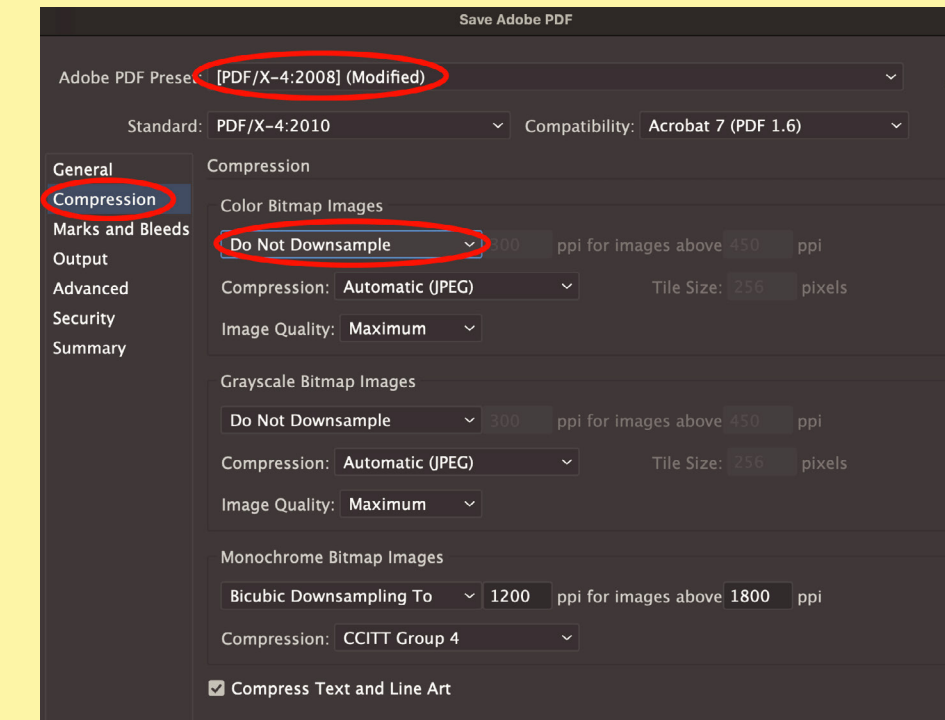 Save Adobe PDF
Adobe PDF Preset: [PDF/X-4:2008] (Modified)
Standard: PDF/X-4:2010 Compatibility: Acrobat 7 (PDF 1.6)
General
Compression
Marks and Bleeds
Output
Advanced
Security
Summary
Compression
Color Bitmap Images
Do Not Downsample 300 ppi for images above 450 ppi
Compression: Automatic (JPEG) Tile Size: 256 pixels
Image Quality: Maximum
Grayscale Bitmap Images
Do Not Downsample 300 ppi for images above 450 ppi
Compression: Automatic (JPEG) Tile Size: 256 pixels
Image Quality: Maximum
Monochrome Bitmap Images
Bicubic Downsampling To 1200 ppi for images above 1800 ppi
Compression: CCITT Group 4
Compress Text and Line Art